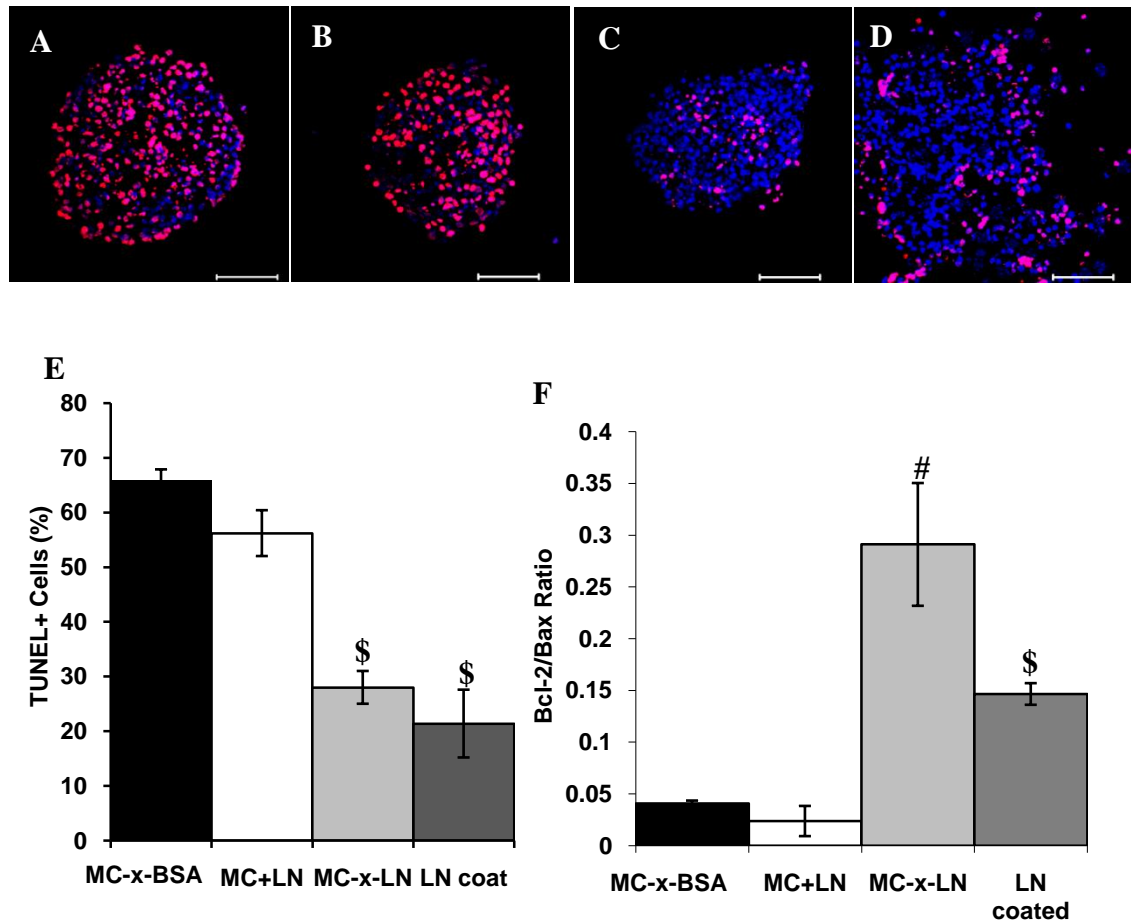 A
B
C
D
E
80
70
60
50
40
30
20
10
0
TUNEL+ Cells (%)
$
$
MC-x-BSA
MC+LN
MC-x-LN
LN coat
F
0.4
0.35
0.3
0.25
0.2
0.15
0.1
0.05
0
Bcl-2/Bax Ratio
#
$
MC-x-BSA
MC+LN
MC-x-LN
LN
coated